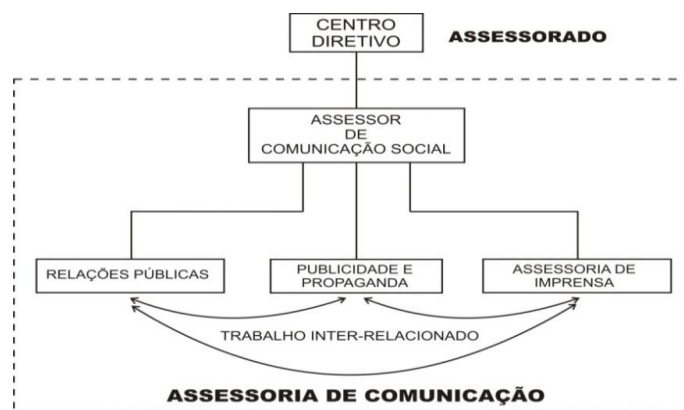 CENTRO
DIRETIVO
ASSESSORADO
ASSESSOR
DE
COMUNICAÇÃO SOCIAL
RELAÇÕES PÚBLICAS
PUBLICIDADE E
PROPAGANDA
ASSESSORIA DE
IMPRENSA
TRABALHO INTER-RELACIONADO
ASSESSORIA DE COMUNICAÇÃO